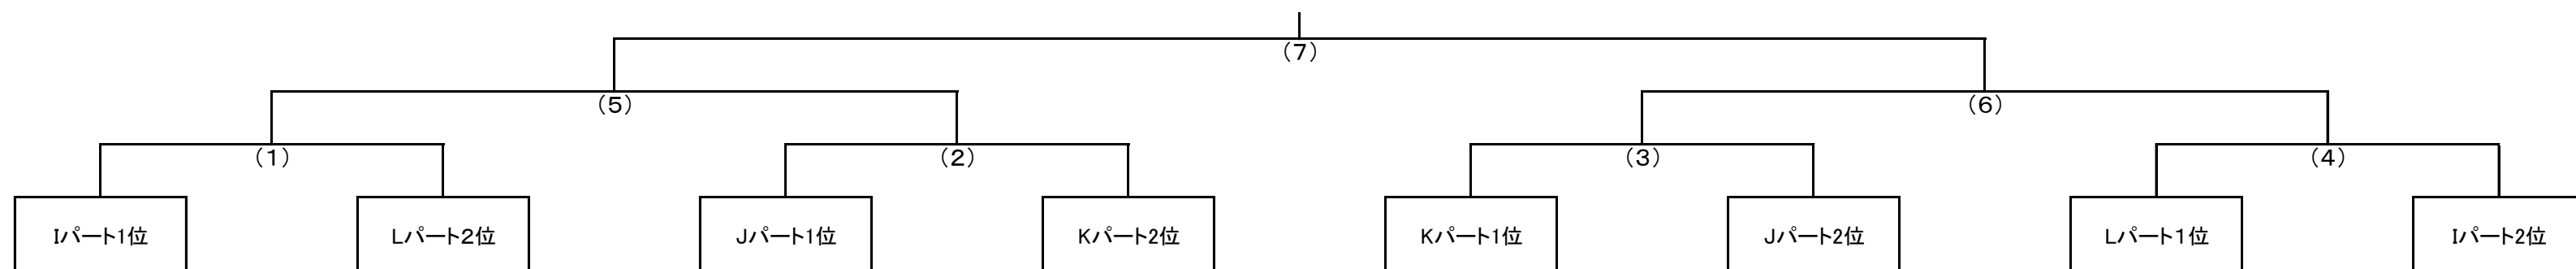 （7）
（5）
（6）
（1）
（2）
（3）
（4）
Iパート1位
Lパート２位
Jパート1位
Kパート2位
Kパート1位
Jパート2位
Lパート１位
Iパート2位